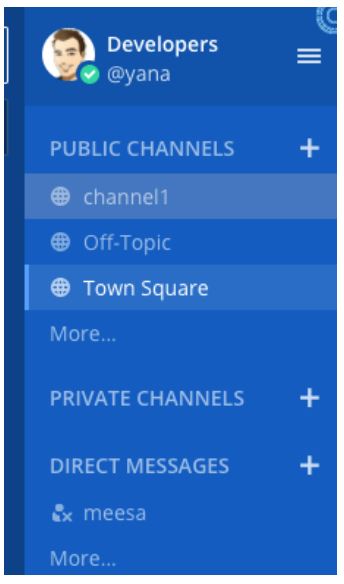 Developers
@yana
PUBLIC CHANNELS +
channel1
Off-Topic
Town Square
More...
PRIVATE CHANNELS +
DIRECT MESSAGES +
meesa
More...